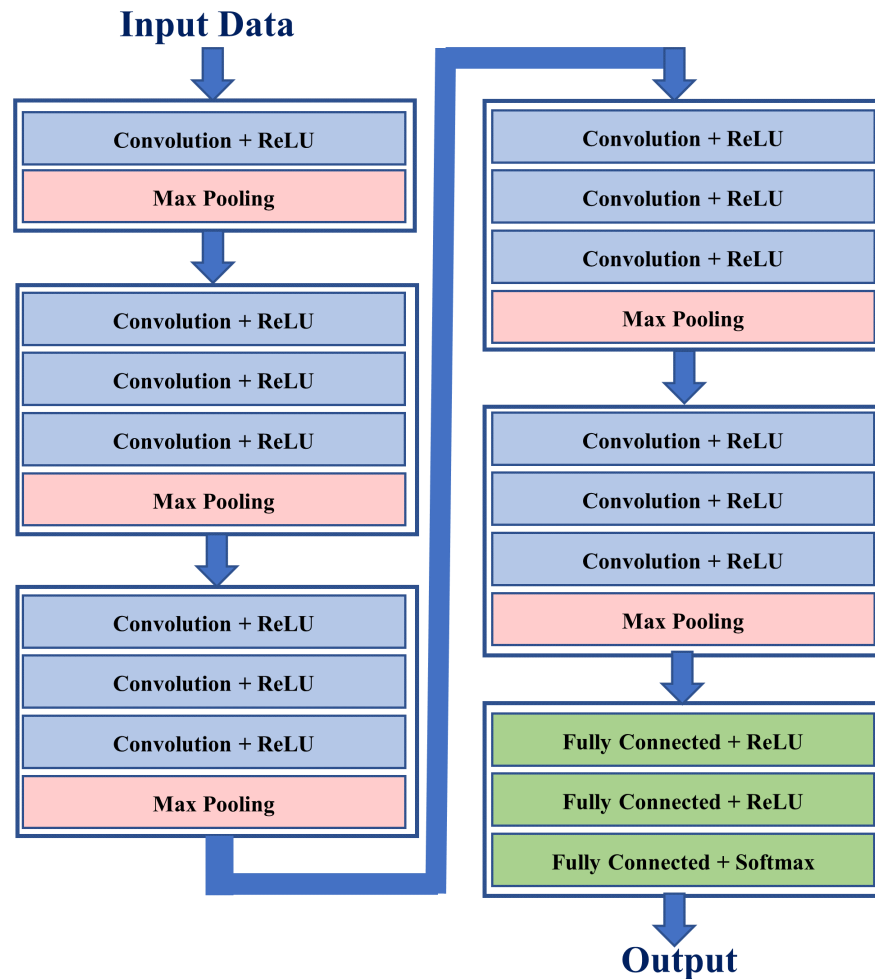 Input Data
Convolution + ReLU
Max Pooling
Convolution + ReLU
Convolution + ReLU
Convolution + ReLU
Max Pooling
Convolution + ReLU
Convolution + ReLU
Convolution + ReLU
Max Pooling
Convolution + ReLU
Convolution + ReLU
Convolution + ReLU
Max Pooling
Convolution + ReLU
Convolution + ReLU
Convolution + ReLU
Max Pooling
Fully Connected + ReLU
Fully Connected + ReLU
Fully Connected + Softmax
Output